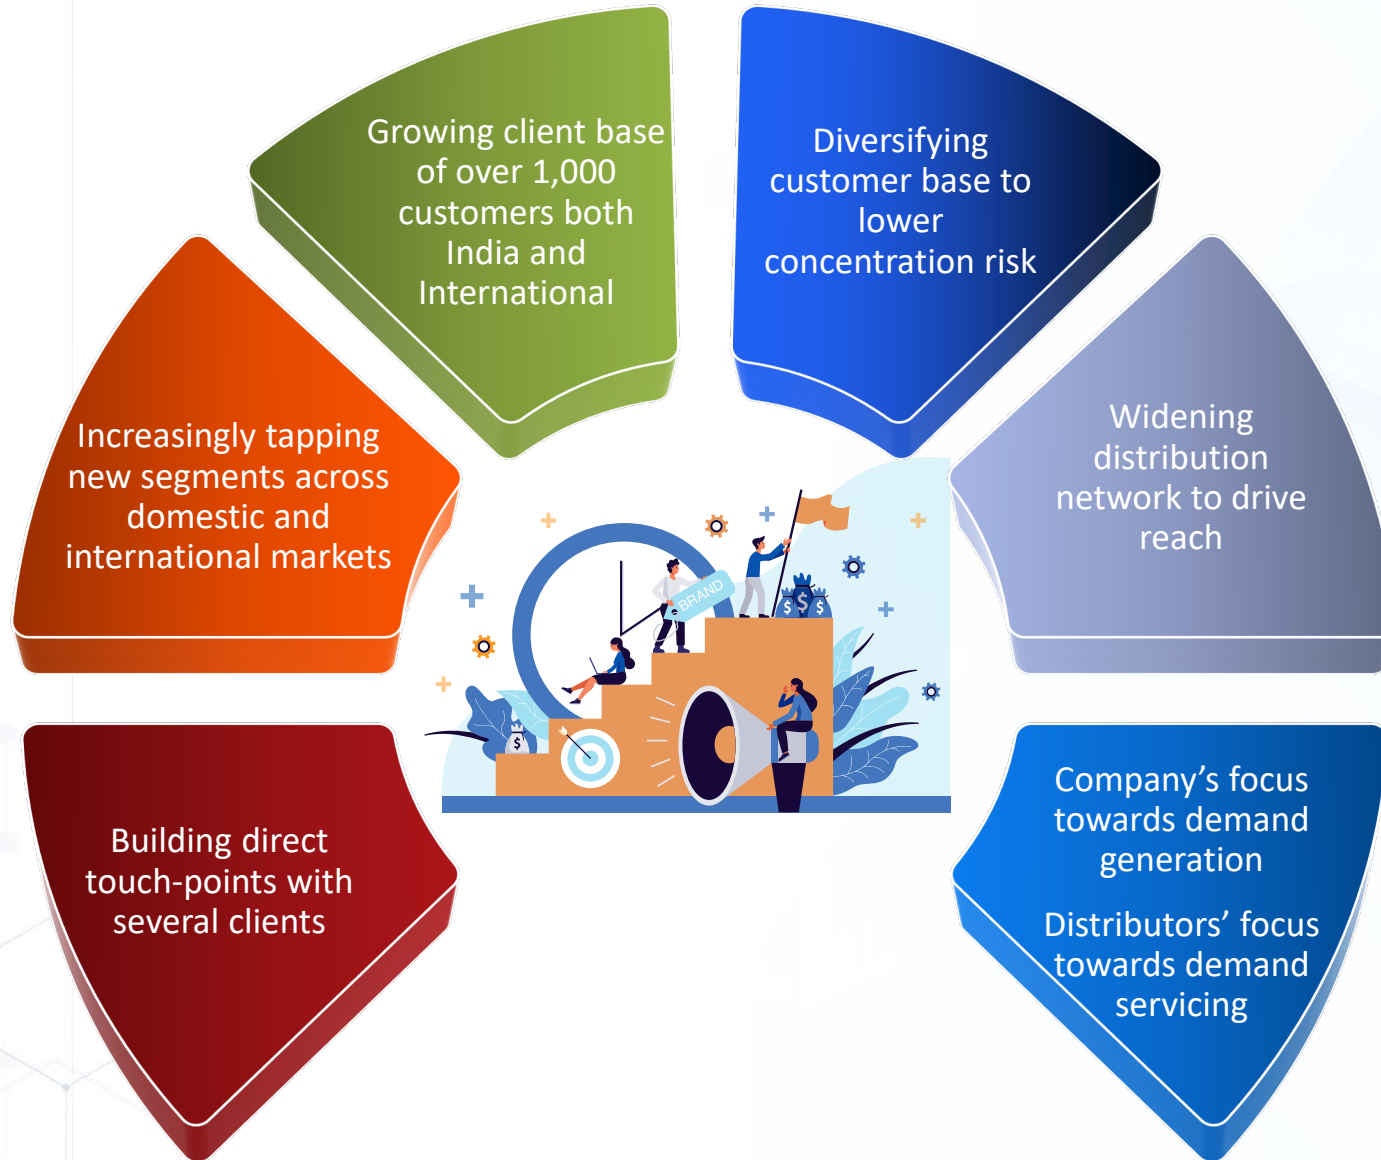 Growing client base
of over 1,000
customers both
India and
International
Diversifying
customer base to
lower
concentration risk
Increasingly tapping
new segments across
domestic and
international markets
Widening
distribution
network to drive
reach
BRAND
$
$
$
$
Building direct
touch-points with
several clients
Company’s focus
towards demand
generation
Distributors’ focus
towards demand
servicing